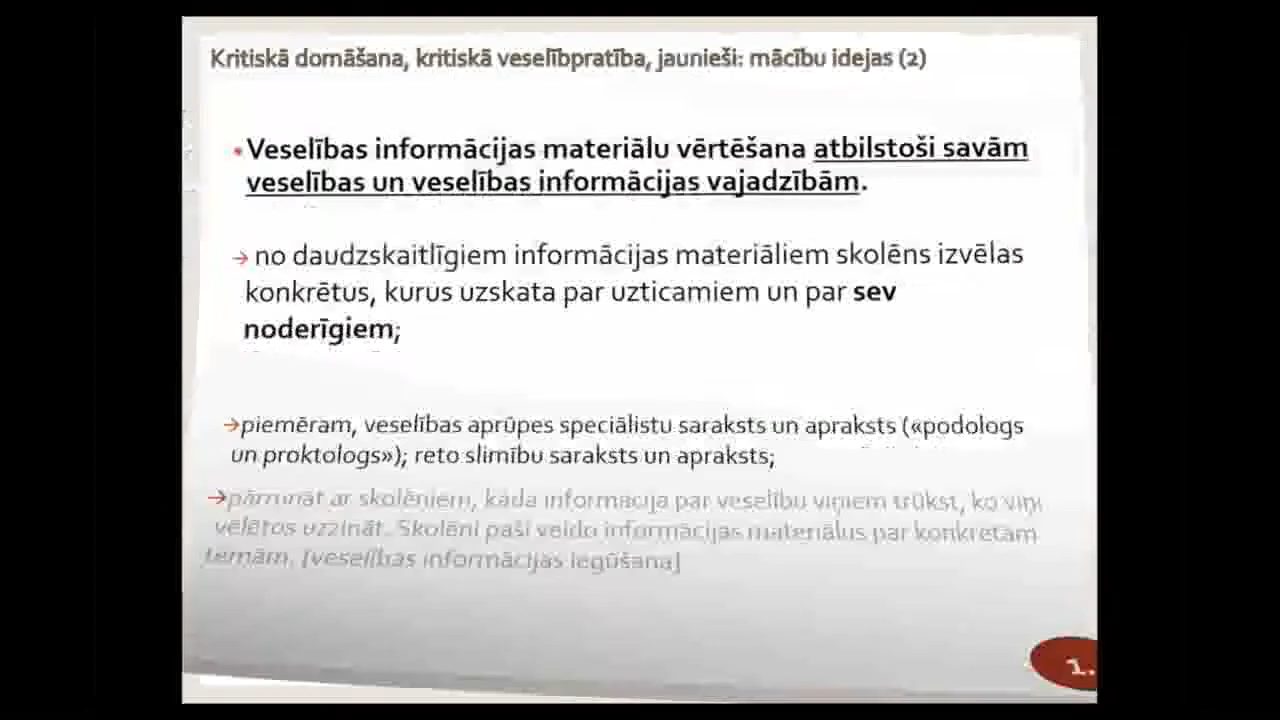 Kritiskā domāšana, kritiskā veselībpratība, jaunieši: mācību idejas (2)
• Veselības informācijas materiālu vērtēšana atbilstoši savām
veselības un veselības informācijas vajadzībām.
→ no daudzskaitlīgiem informācijas materiāliem skolēns izvēlas
konkrētus, kurus uzskata par uzticamiem un par sev
noderīgiem;
→piemēram, veselības aprūpes speciālistu saraksts un apraksts («podologs
un proktologs»); reto slimību saraksts un apraksts;
→pārrunāt ar skolēniem, kāda informācija par veselību viņiem trūkst, ko viņi
vēlētos uzzināt. Skolēni paši veido informācijas materiālus par konkrētām
tēmām. [veselības informācijas iegūšana]
1.